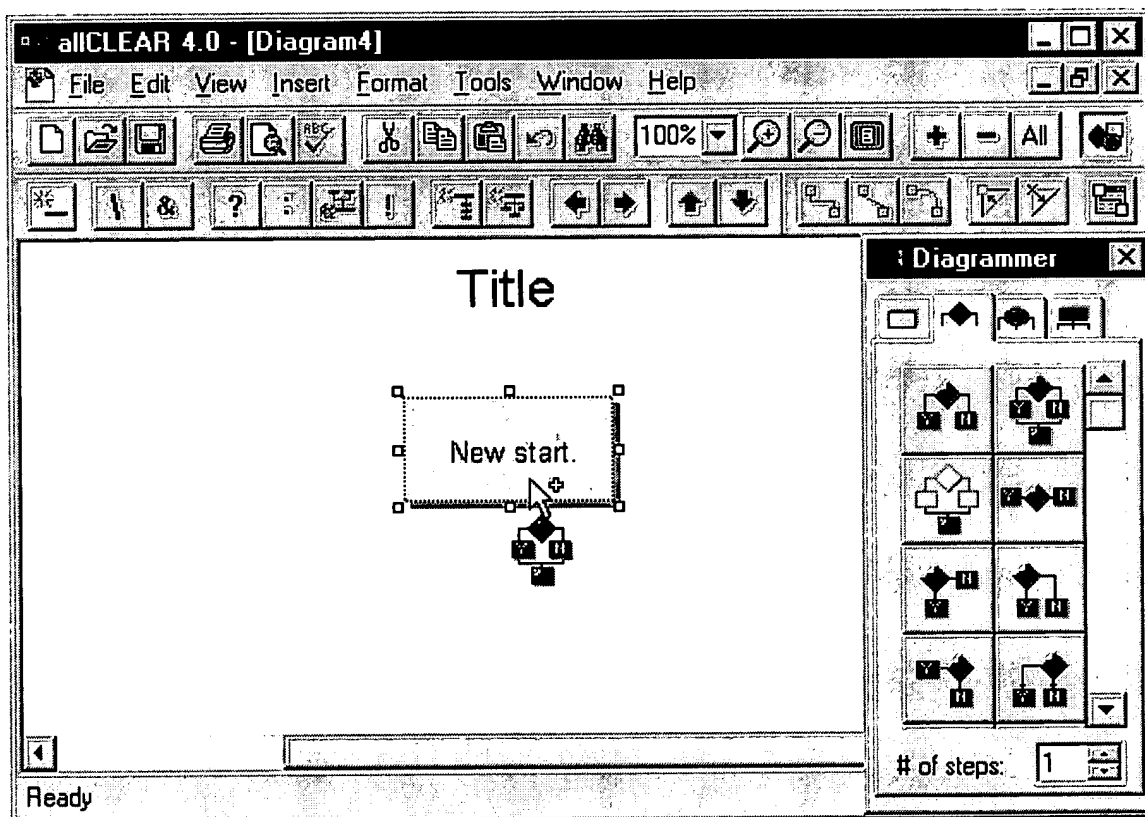 allCLEAR 4.0 - [Diagram4]
File Edit View Insert Format Tools Window Help
ABC 100% All
& ? !
Title
Diagrammer
New start.
Y N Y N
Y N
Y N
Y N Y N
Y N Y N
# of steps: 1
Ready